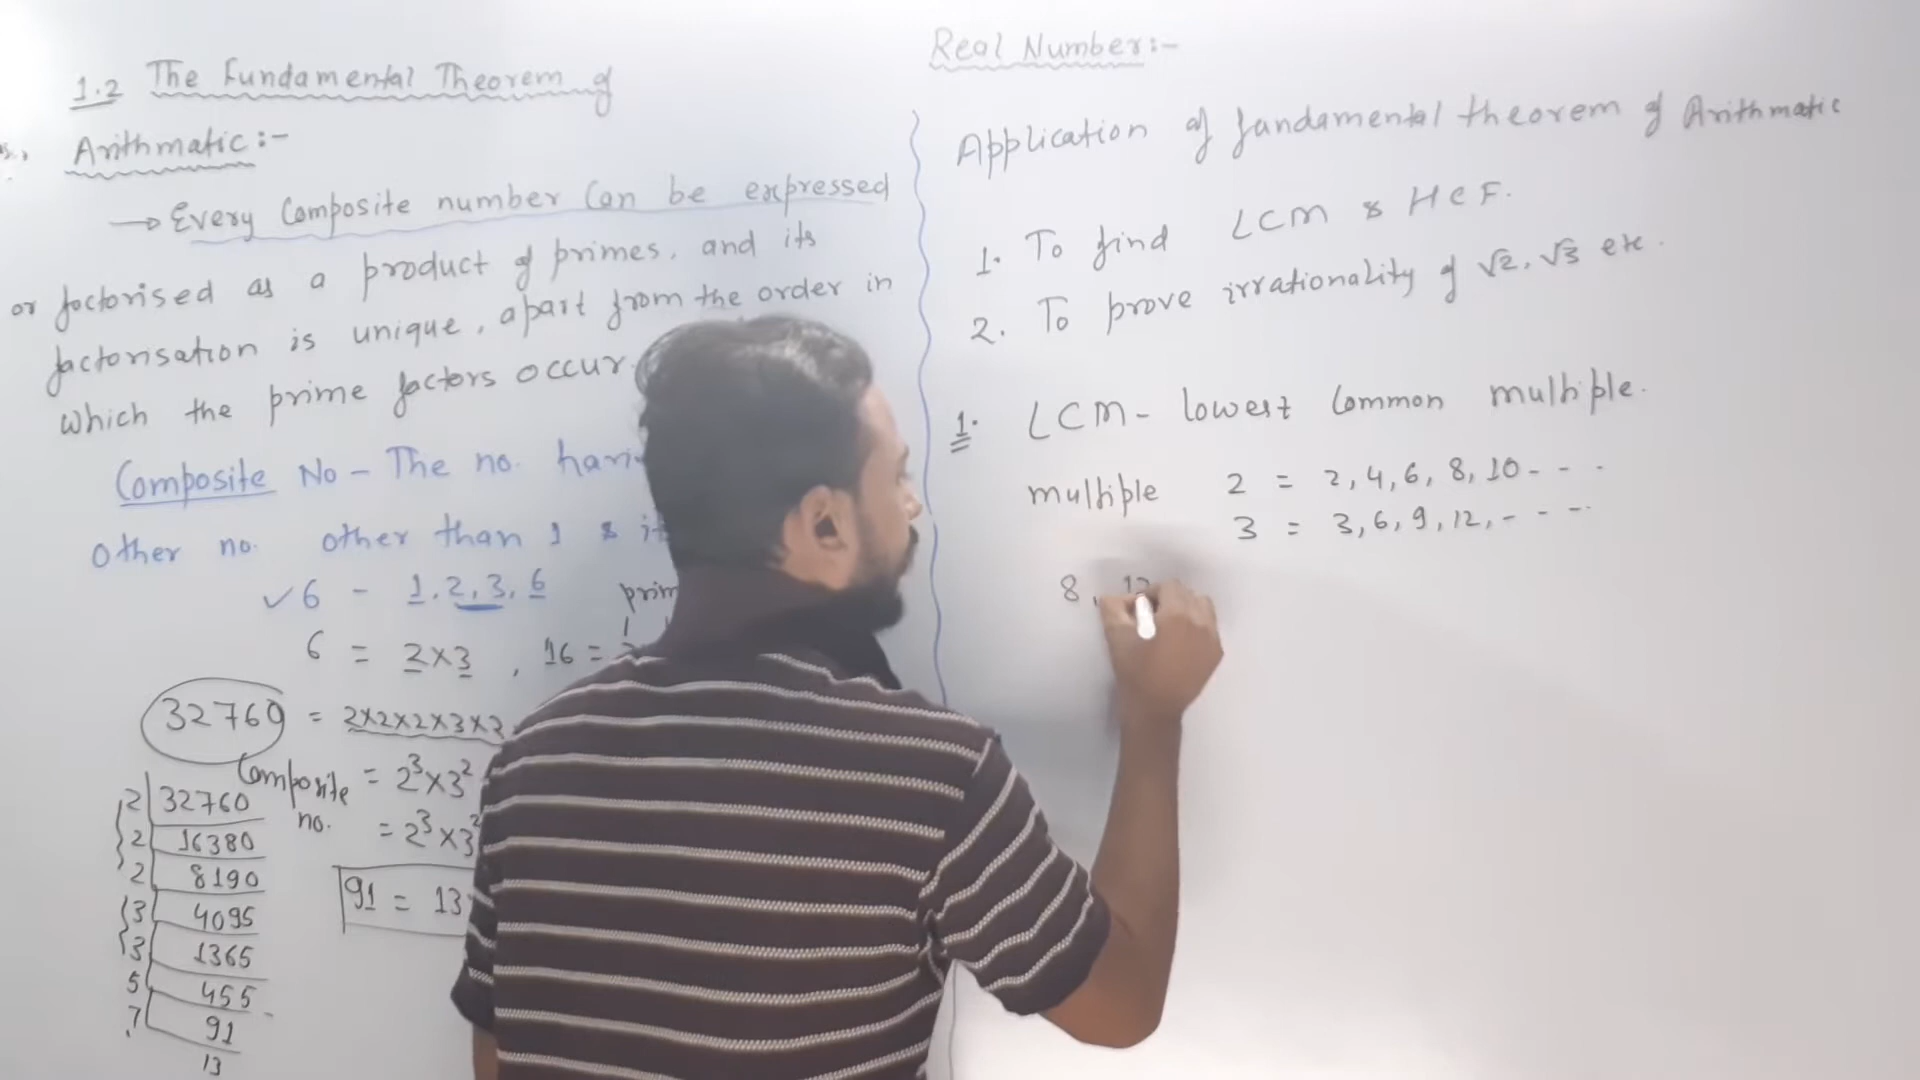 1.2 The Fundamental Theorem of
Arithmatic:-
→ Every Composite number Can be expressed
or factorised as a product of primes, and its
factorisation is unique, apart from the order in
which the prime factors occur.
Composite No - The no. havi
other no. other than 1 & it
✓6 - 1, 2, 3, 6 prim
6 = 2×3 , 16 =
32760 = 2×2×2×3×3
Composite no. = 2³×3²
= 2³×3²
2 32760
2 16380
2 8190
3 4095
3 1365
5 455
7 91
13
91 = 13
Real Number:-
Application of fundamental theorem of Arithmatic
1. To find LCM & HCF.
2. To prove irrationality of √2, √3 etc.
1. LCM - lowest Common multiple.
multiple 2 = 2, 4, 6, 8, 10 - - -
3 = 3, 6, 9, 12, - - -
8, 12